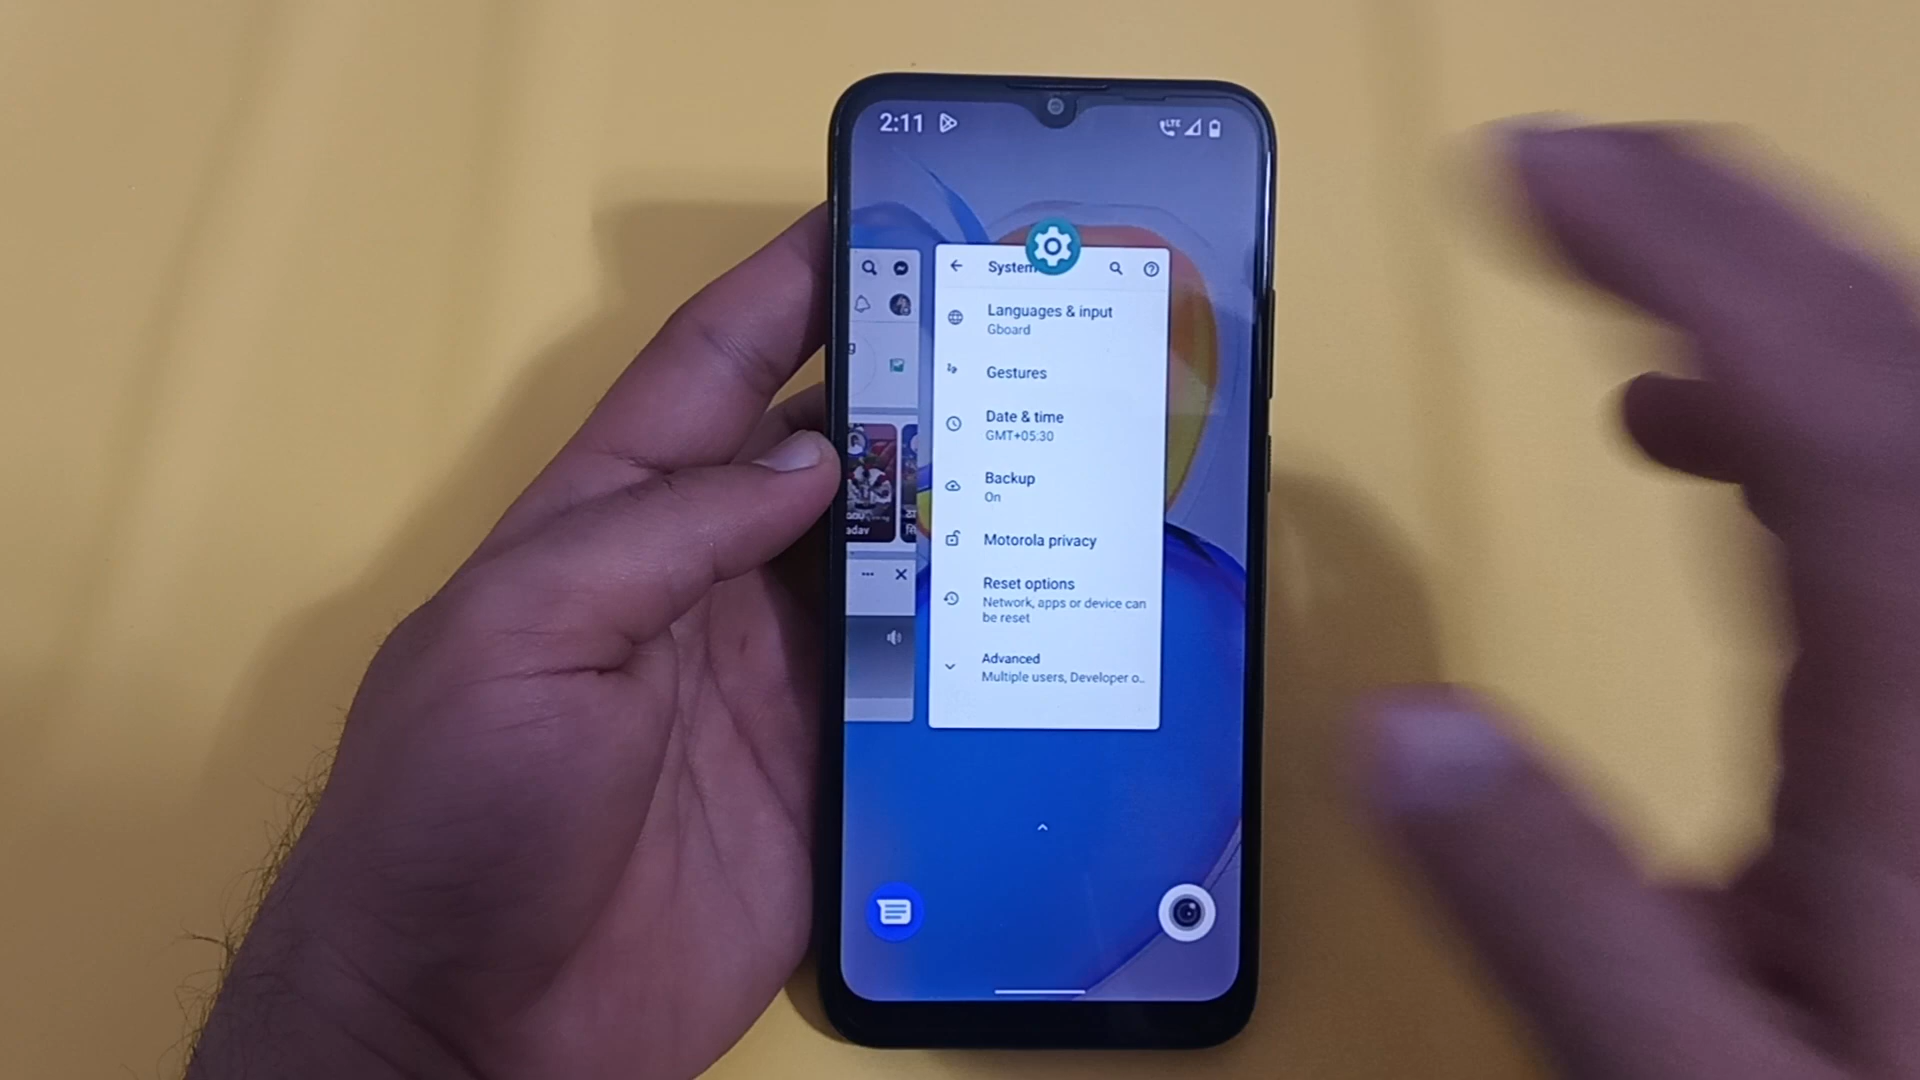 2:11
LTE
System
Languages & input
Gboard
Gestures
Date & time
GMT+05:30
Backup
On
Motorola privacy
Reset options
Network, apps or device can
be reset
Advanced
Multiple users, Developer o..
g
adav